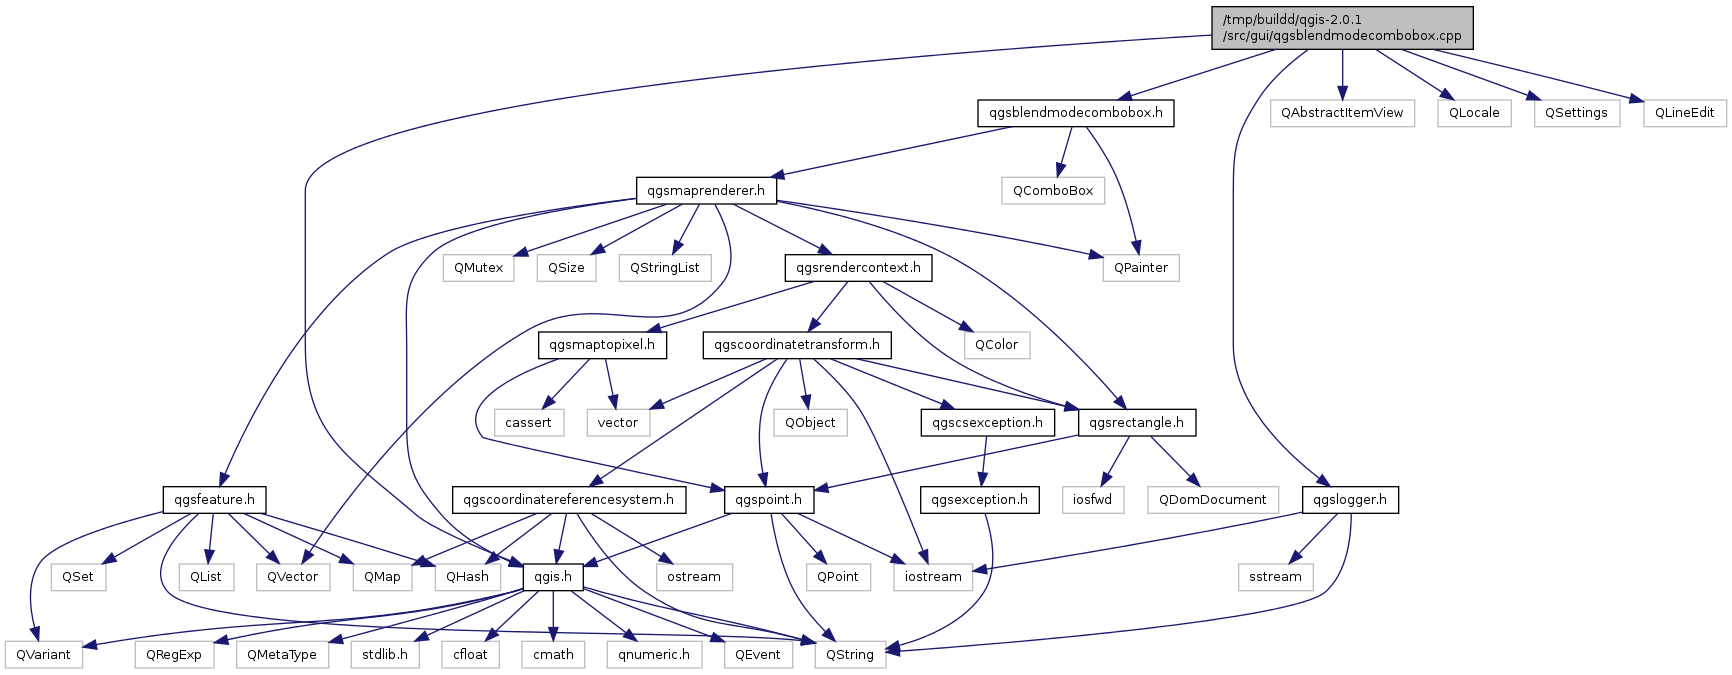 /tmp/buildd/qgis-2.0.1
/src/gui/qgsblendmodecombobox.cpp
qgsblendmodecombobox.h
QAbstractItemView
QLocale
QSettings
QLineEdit
qgsmaprenderer.h
QComboBox
QMutex
QSize
QStringList
qgsrendercontext.h
QPainter
qgsmaptopixel.h
qgscoordinatetransform.h
QColor
cassert
vector
QObject
qgscsexception.h
qgsrectangle.h
qgsfeature.h
qgscoordinatereferencesystem.h
qgspoint.h
qgsexception.h
iosfwd
QDomDocument
qgslogger.h
QSet
QList
QVector
QMap
QHash
qgis.h
ostream
QPoint
iostream
sstream
QVariant
QRegExp
QMetaType
stdlib.h
cfloat
cmath
qnumeric.h
QEvent
QString